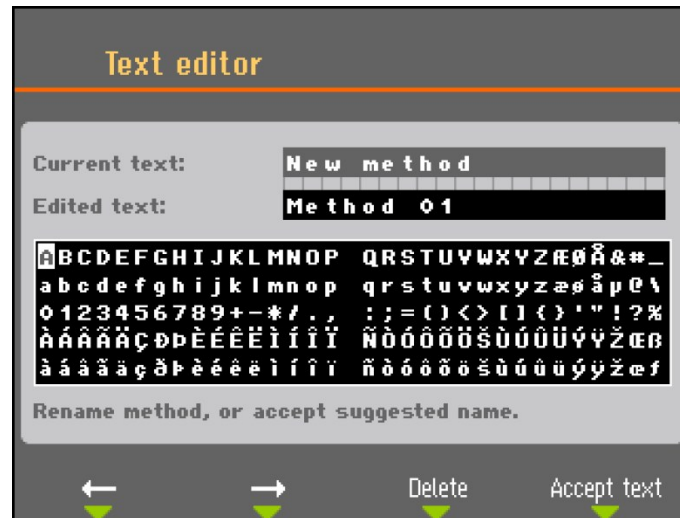 Text editor
Current text: New method
Edited text: Method 01
ABCDEFGHIJKLMNOP QRSTUVWXYZÆØÅ&#_
abcdefghijklmnop qrstuvwxyzæøåµ@\
0123456789+-*/., :;=()<>[]{}'"!?%
ÀÁÂÃÄÇÐÞÈÉÊËÌÍÎÏ ÑÒÓÔÕÖŠÙÚÛÜÝŸŽŒß
àáâãäçðÞèéêëìíîï ñòóôõöšùúûüýÿžœƒ
Rename method, or accept suggested name.
← → Delete Accept text